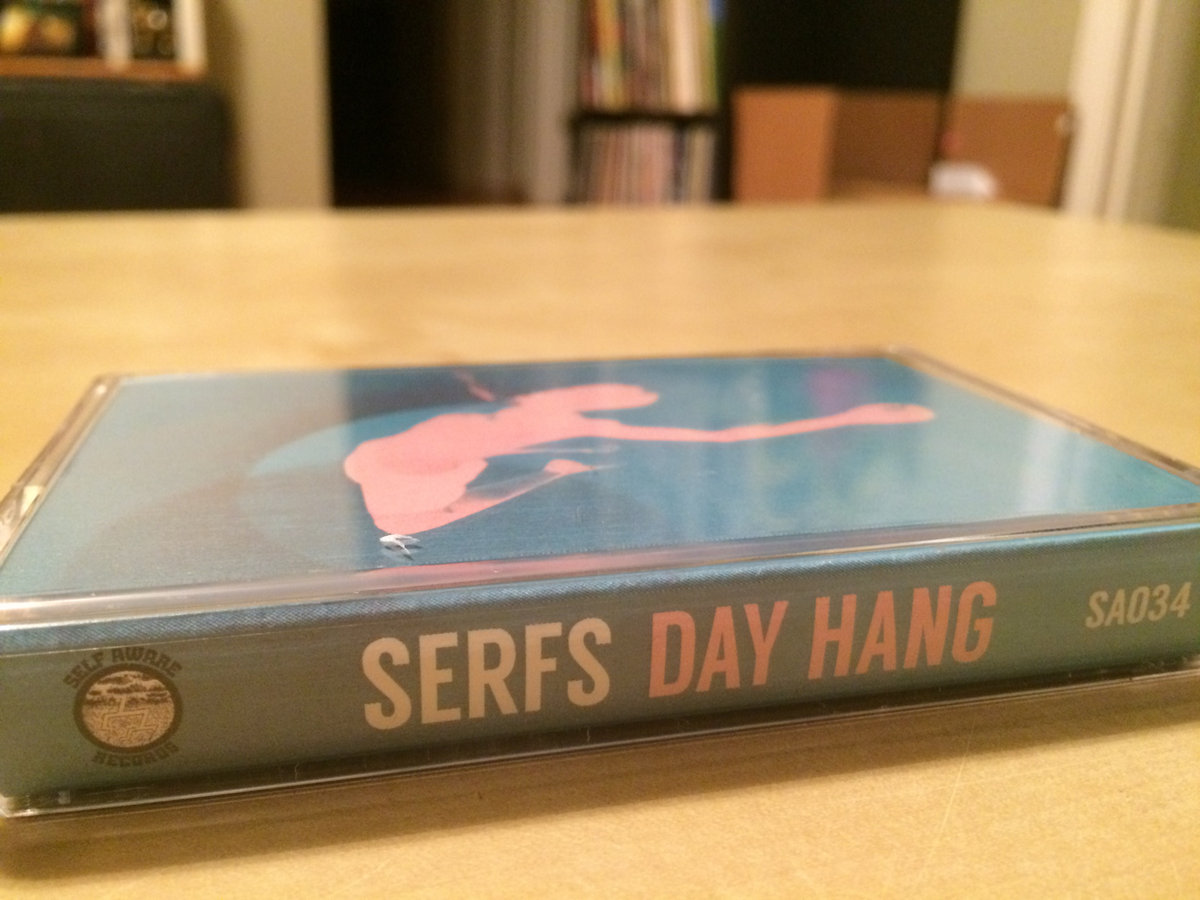 SELF AWARE
RECORDS
SERFS DAY HANG
SA034